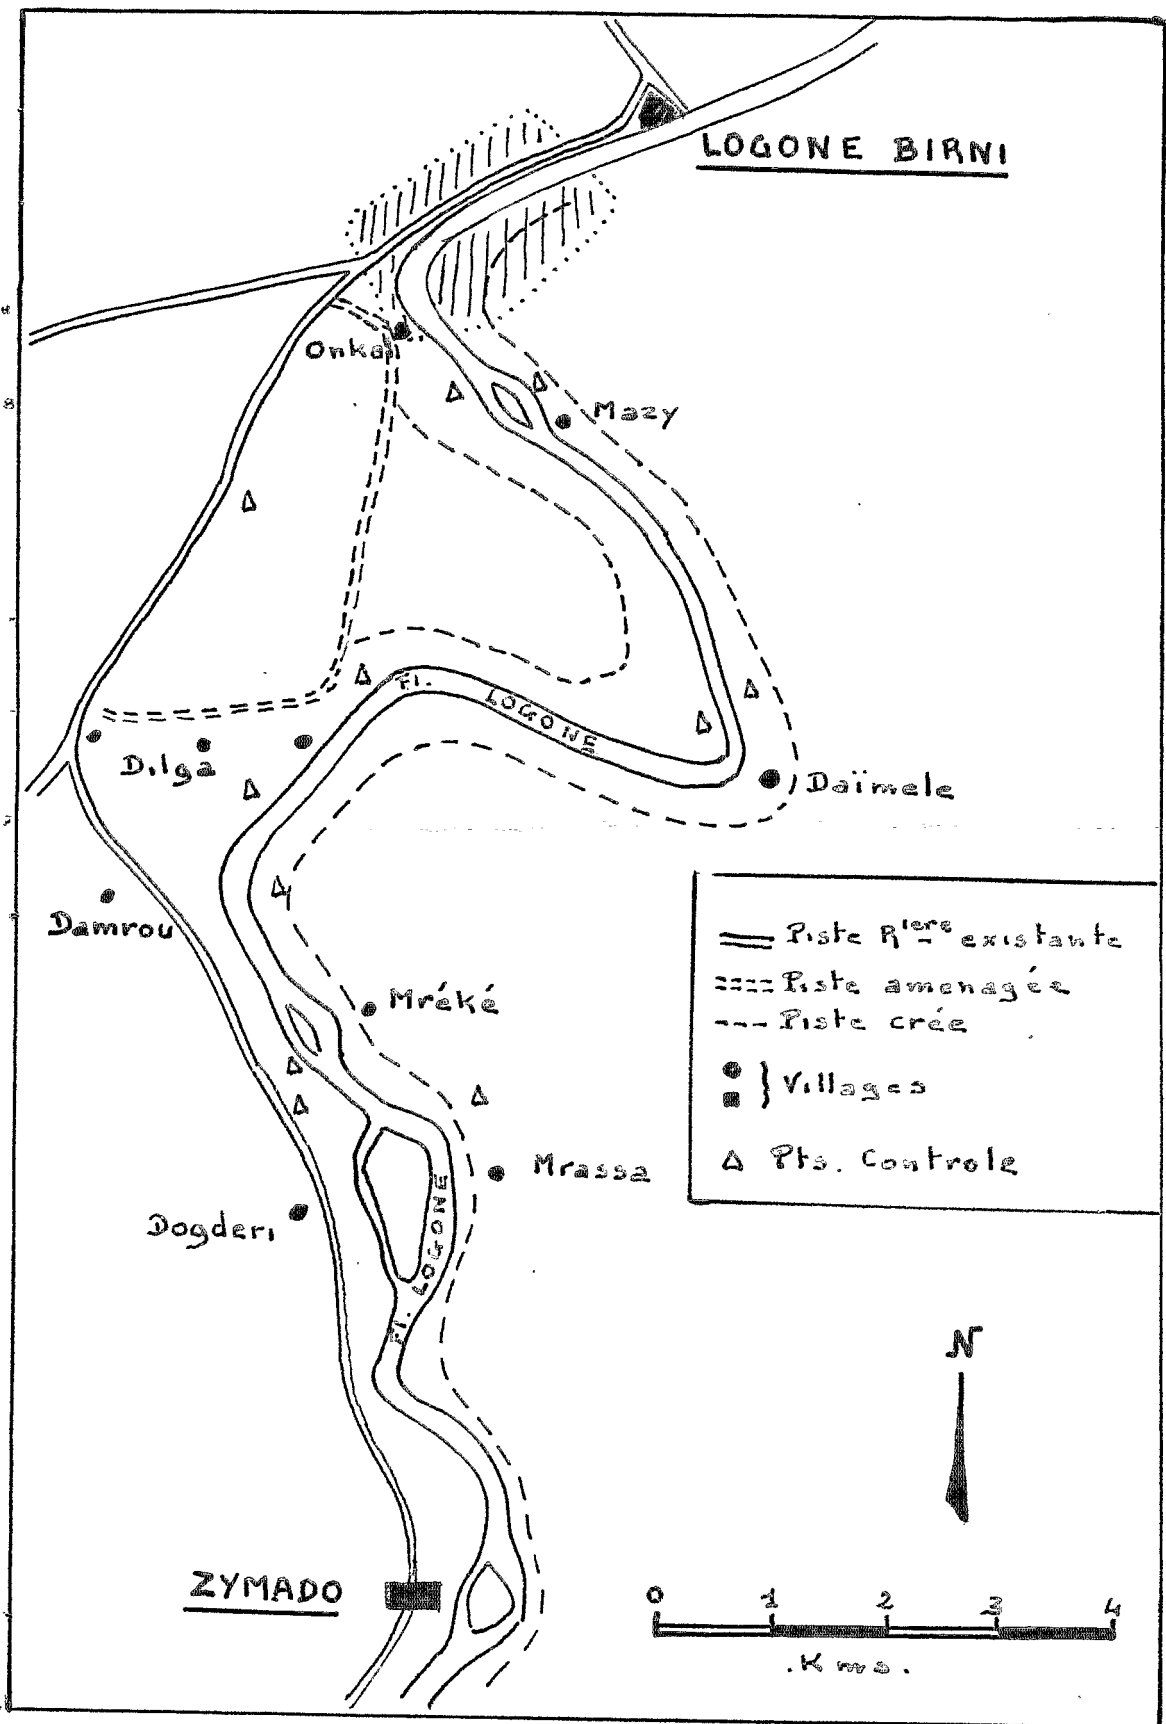 LOGONE BIRNI
Onka
Mazy
Fl. LOGONE
Dilga
Daïmele
Damrou
Piste Rière existante
Mréké
Piste amenagée
Piste crée
Villages
Mrassa
Pts. Controle
Dogderi
Fl. LOGONE
N
ZYMADO
0 1 2 3 4
.Kms.